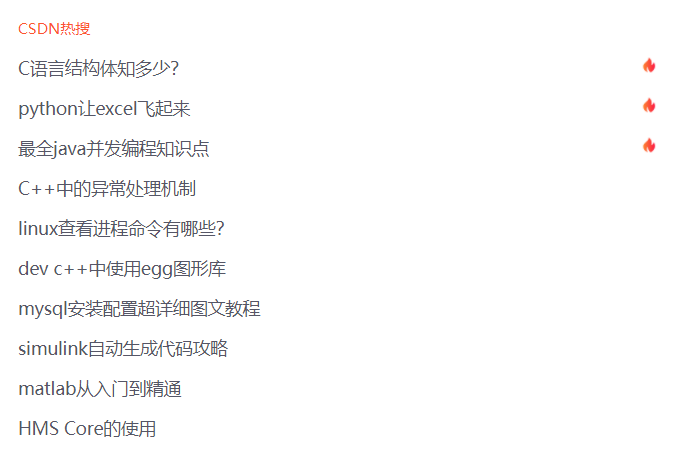 CSDN热搜
C语言结构体知多少?
python让excel飞起来
最全java并发编程知识点
C++中的异常处理机制
linux查看进程命令有哪些?
dev c++中使用egg图形库
mysql安装配置超详细图文教程
simulink自动生成代码攻略
matlab从入门到精通
HMS Core的使用